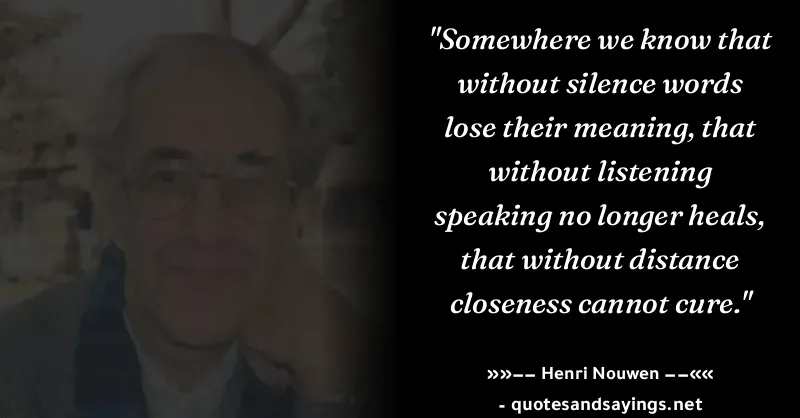 "Somewhere we know that
without silence words
lose their meaning, that
without listening
speaking no longer heals,
that without distance
closeness cannot cure."
»»−− Henri Nouwen −−««
- quotesandsayings.net